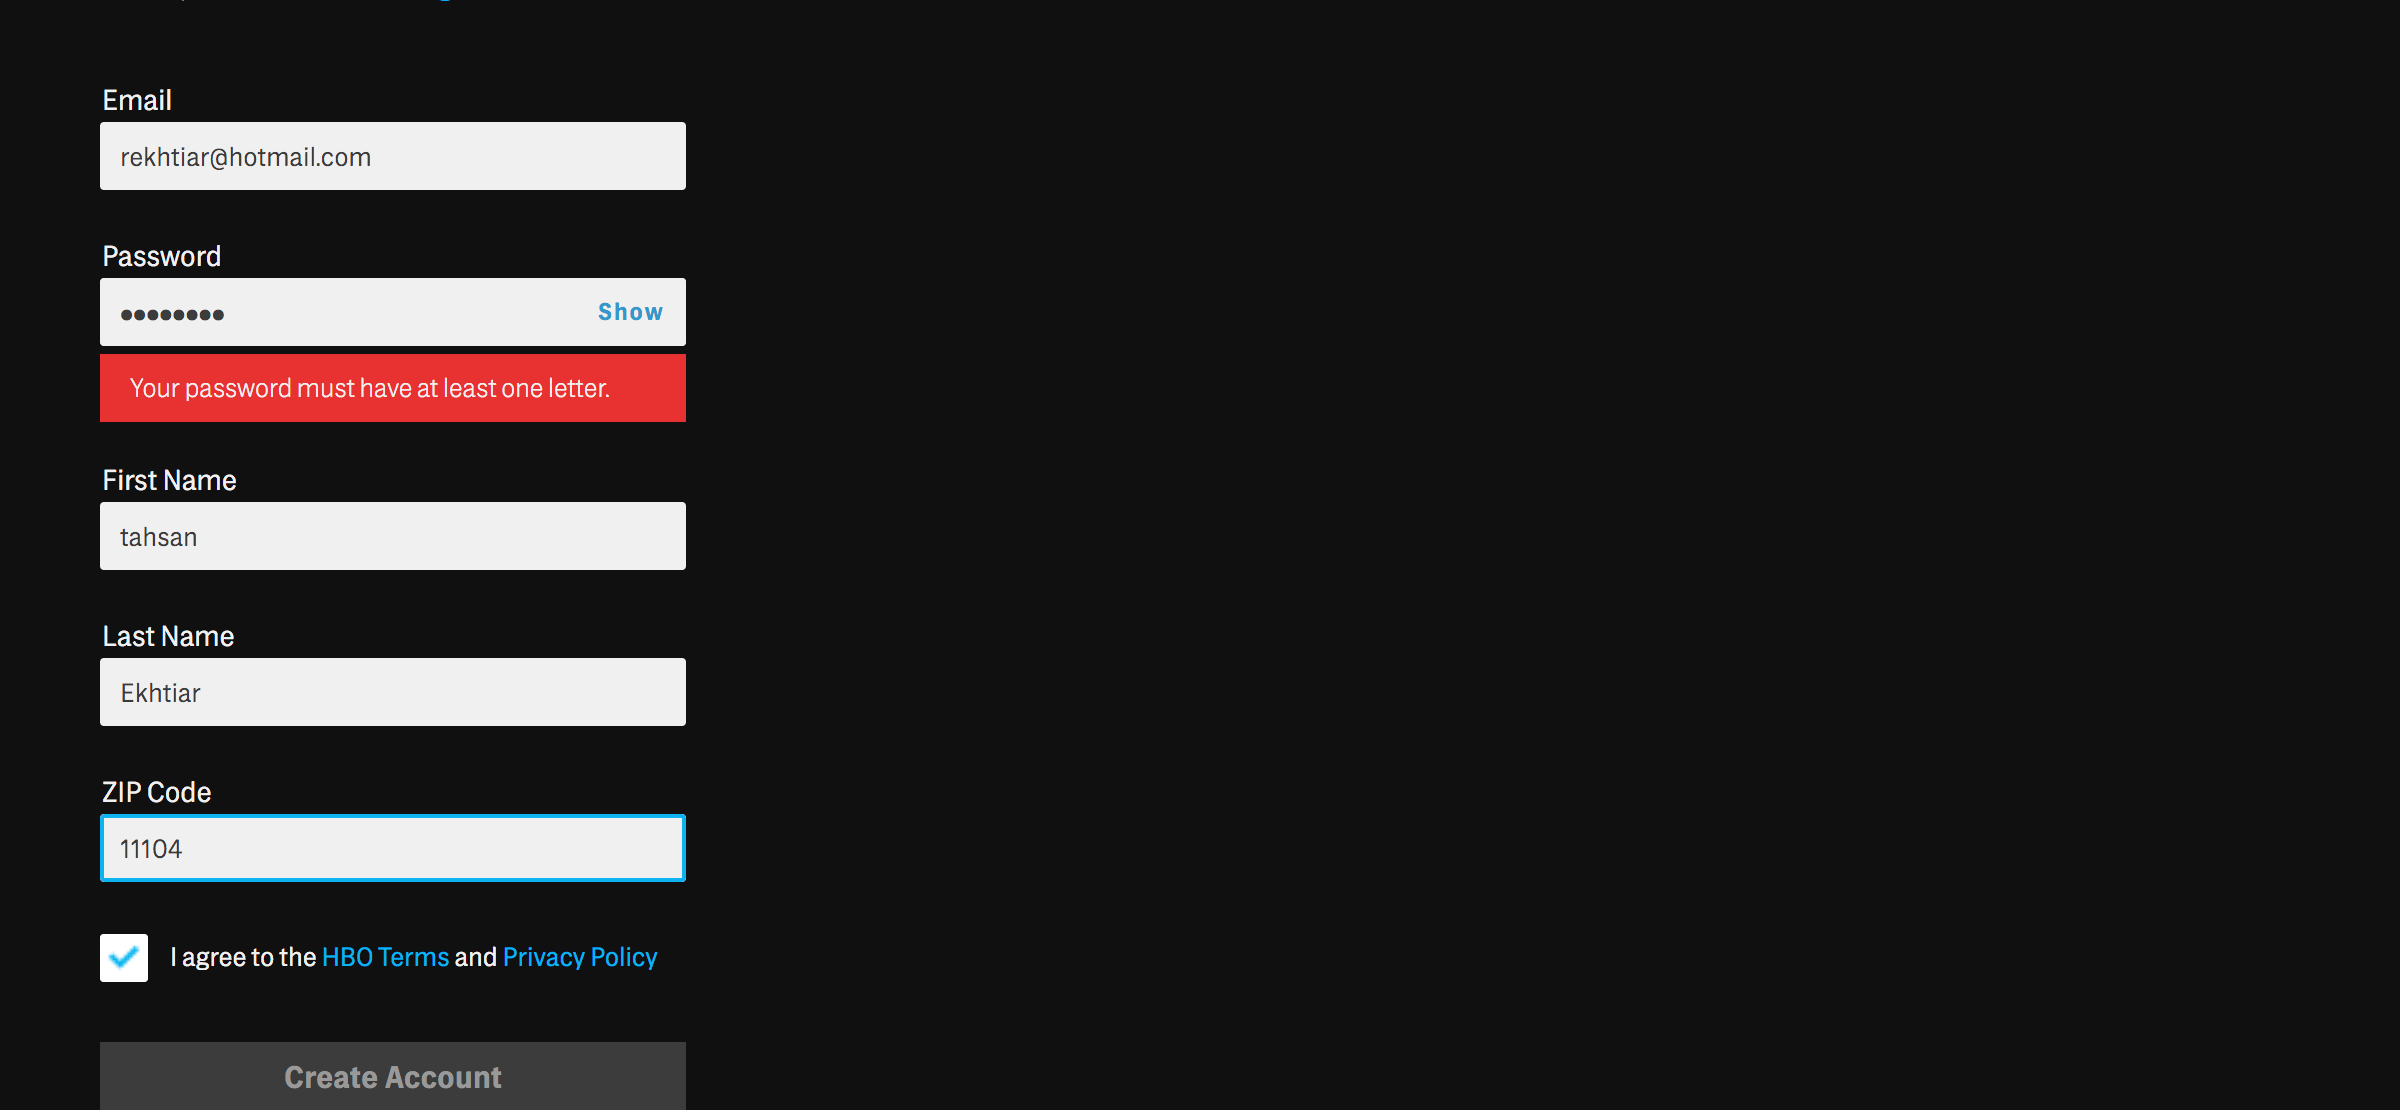 Email
rekhtiar@hotmail.com
Password
●●●●●●●● Show
Your password must have at least one letter.
First Name
tahsan
Last Name
Ekhtiar
ZIP Code
11104
I agree to the HBO Terms and Privacy Policy
Create Account